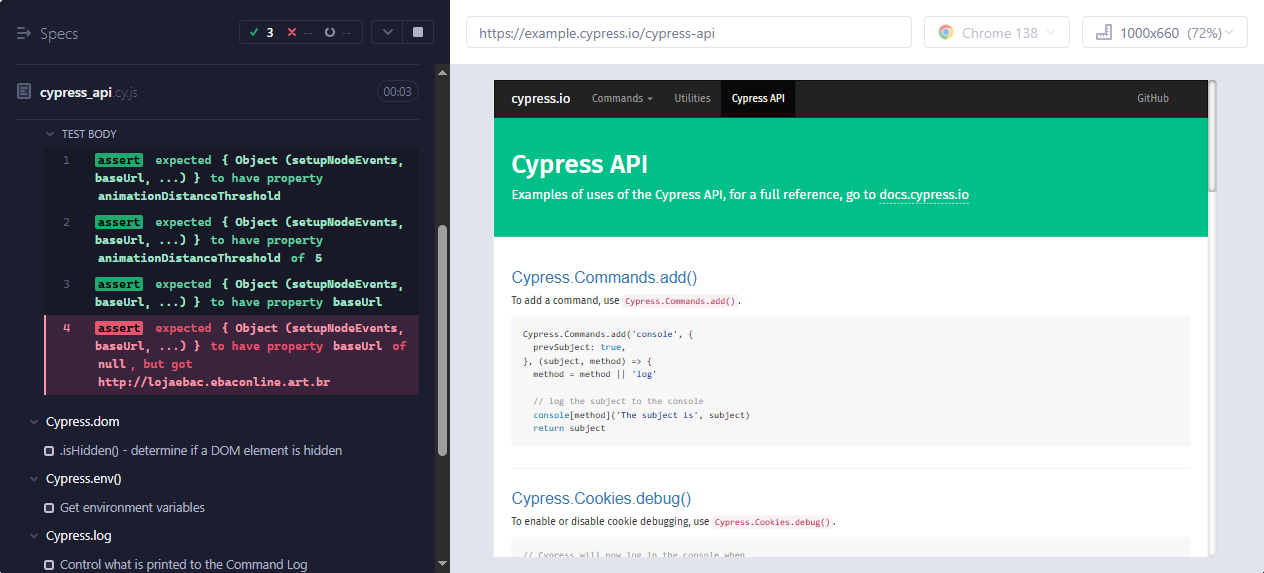 Specs
3 -- --
cypress_api.cy.js 00:03
TEST BODY
1 assert expected { Object (setupNodeEvents,
baseUrl, ...) } to have property
animationDistanceThreshold
2 assert expected { Object (setupNodeEvents,
baseUrl, ...) } to have property
animationDistanceThreshold of 5
3 assert expected { Object (setupNodeEvents,
baseUrl, ...) } to have property baseUrl
4 assert expected { Object (setupNodeEvents,
baseUrl, ...) } to have property baseUrl of
null , but got
http://lojaebac.ebaconline.art.br
Cypress.dom
.isHidden() - determine if a DOM element is hidden
Cypress.env()
Get environment variables
Cypress.log
Control what is printed to the Command Log
https://example.cypress.io/cypress-api
Chrome 138
1000x660 (72%)
cypress.io Commands Utilities Cypress API GitHub
Cypress API
Examples of uses of the Cypress API, for a full reference, go to docs.cypress.io
Cypress.Commands.add()
To add a command, use Cypress.Commands.add().
Cypress.Commands.add('console', {
prevSubject: true,
}, (subject, method) => {
method = method || 'log'
// log the subject to the console
console[method]('The subject is', subject)
return subject
Cypress.Cookies.debug()
To enable or disable cookie debugging, use Cypress.Cookies.debug().
// Cypress will now log in the console when